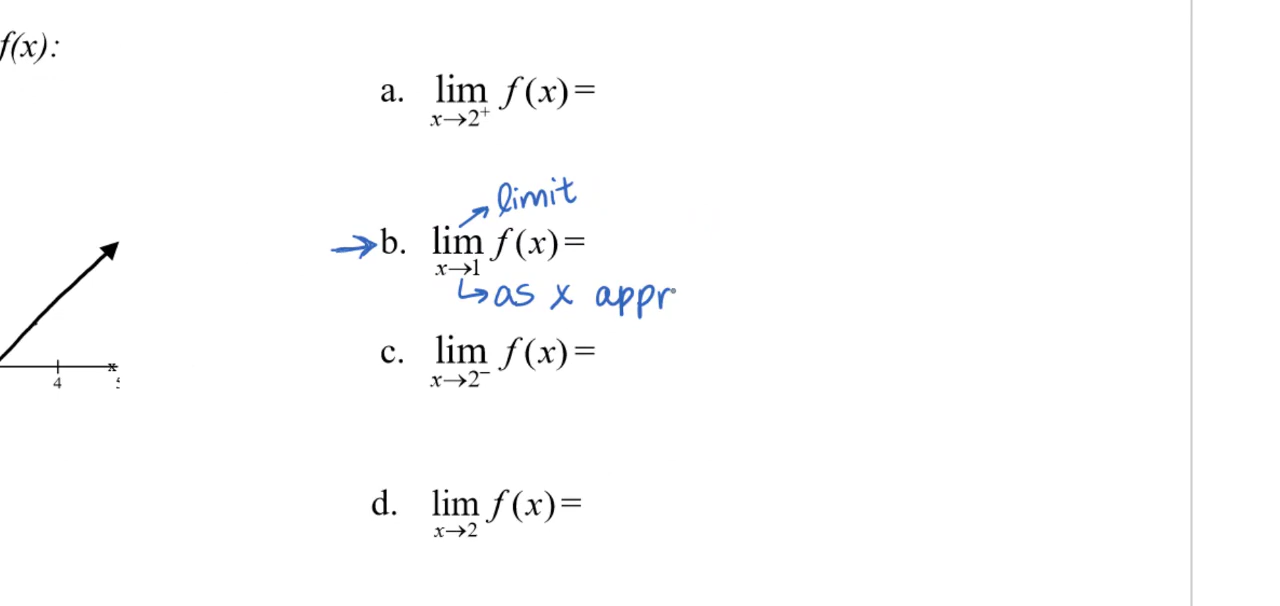 f(x):
a. lim f(x)=
x→2⁺
limit
→b. lim f(x)=
x→1
↳as x appr
c. lim f(x)=
x→2⁻
x
4
d. lim f(x)=
x→2